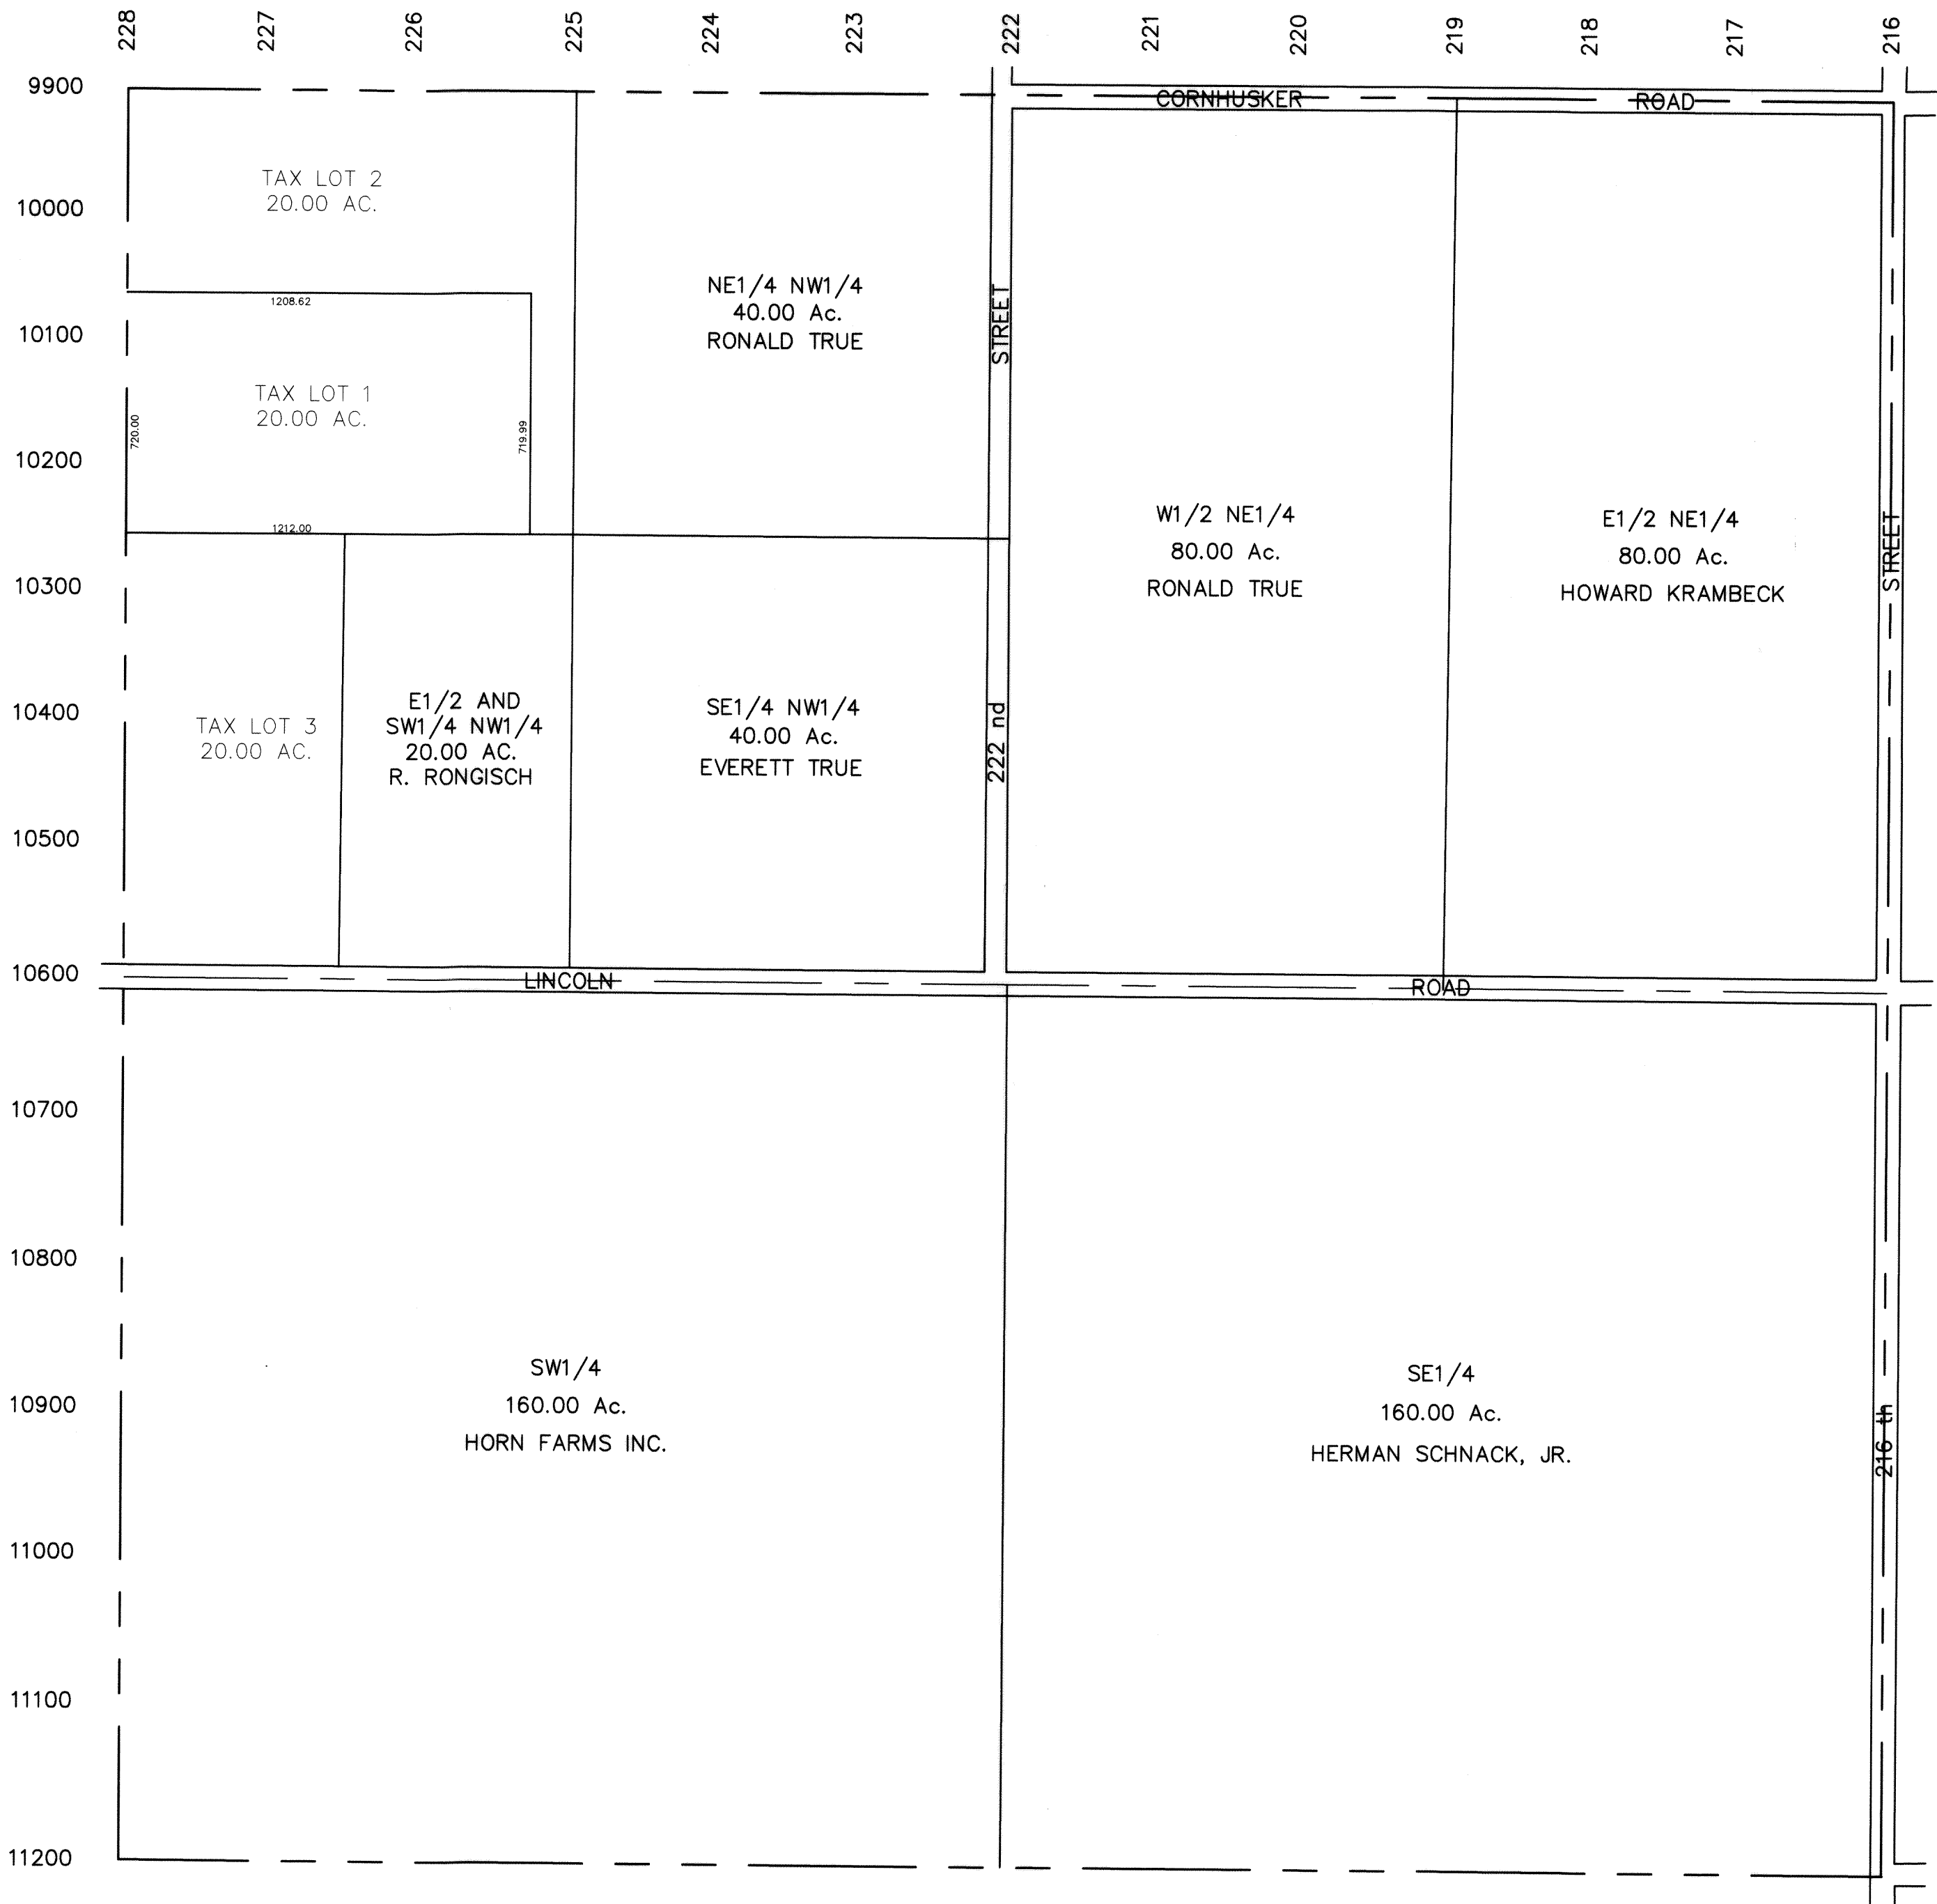 228
227
226
225
224
223
222
221
220
219
218
217
216
9900
10000
10100
10200
10300
10400
10500
10600
10700
10800
10900
11000
11100
11200
CORNHUSKER ROAD
TAX LOT 2
20.00 AC.
1208.62
TAX LOT 1
20.00 AC.
720.00
719.99
1212.00
NE1/4 NW1/4
40.00 Ac.
RONALD TRUE
222 nd STREET
W1/2 NE1/4
80.00 Ac.
RONALD TRUE
E1/2 NE1/4
80.00 Ac.
HOWARD KRAMBECK
TAX LOT 3
20.00 AC.
E1/2 AND
SW1/4 NW1/4
20.00 AC.
R. RONGISCH
SE1/4 NW1/4
40.00 Ac.
EVERETT TRUE
LINCOLN ROAD
SW1/4
160.00 Ac.
HORN FARMS INC.
SE1/4
160.00 Ac.
HERMAN SCHNACK, JR.
216 th STREET